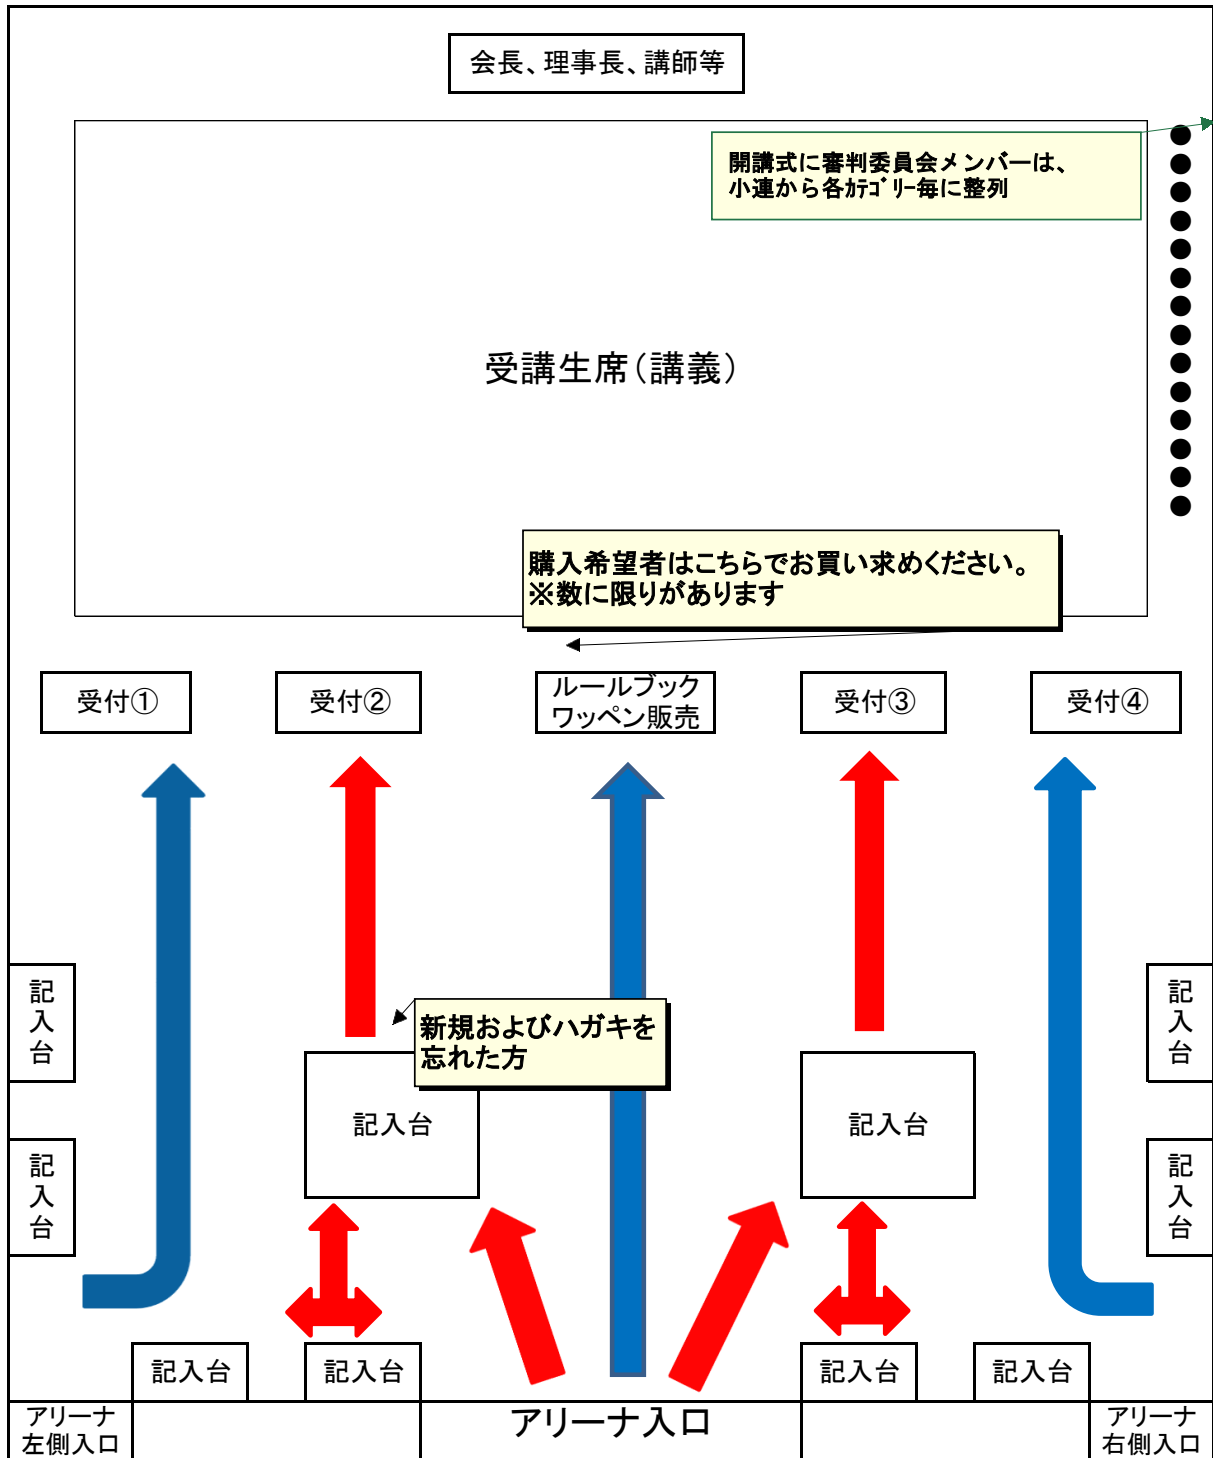 会長、理事長、講師等
開講式に審判委員会メンバーは、
小連から各ｶﾃｺﾞﾘｰ毎に整列
受講生席（講義）
購入希望者はこちらでお買い求めください。
※数に限りがあります
受付①
受付②
ルールブック
ワッペン販売
受付③
受付④
記入台
記入台
新規およびハガキを
忘れた方
記入台
記入台
記入台
記入台
記入台
記入台
記入台
記入台
アリーナ
左側入口
アリーナ入口
アリーナ
右側入口